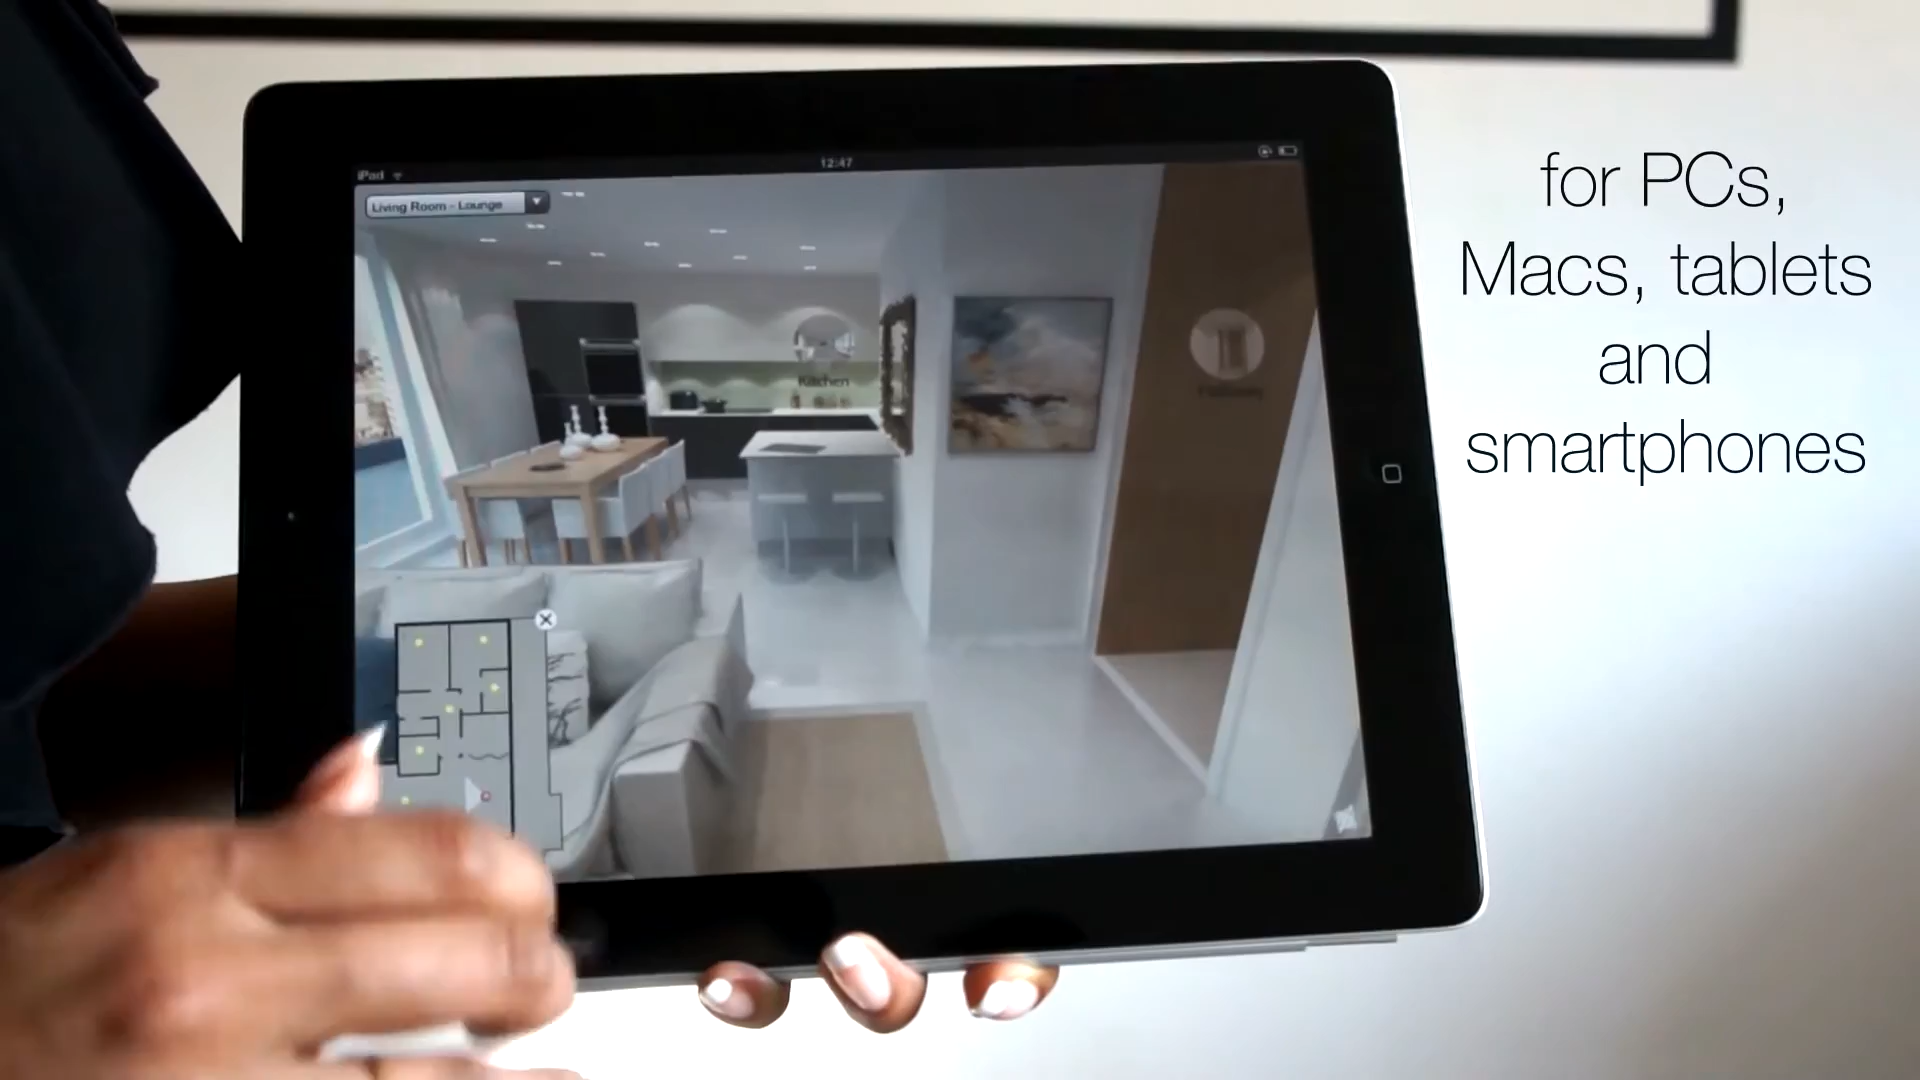 iPad
12:47
Living Room - Lounge
Kitchen
for PCs,
Macs, tablets
and
smartphones